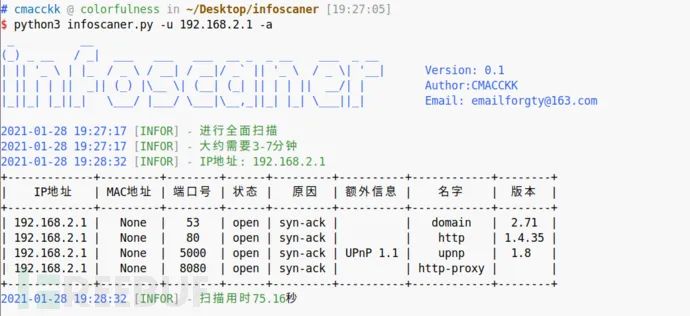 # cmacckk @ colorfulness in ~/Desktop/infoscaner [19:27:05]
$ python3 infoscaner.py -u 192.168.2.1 -a
infoscaner
Version: 0.1
Author:CMACCKK
Email: emailforgty@163.com
2021-01-28 19:27:17 [INFOR] - 进行全面扫描
2021-01-28 19:27:17 [INFOR] - 大约需要3-7分钟
2021-01-28 19:28:32 [INFOR] - IP地址: 192.168.2.1
| IP地址 | MAC地址 | 端口号 | 状态 | 原因 | 额外信息 | 名字 | 版本 |
| 192.168.2.1 | None | 53 | open | syn-ack | | domain | 2.71 |
| 192.168.2.1 | None | 80 | open | syn-ack | | http | 1.4.35 |
| 192.168.2.1 | None | 5000 | open | syn-ack | UPnP 1.1 | upnp | 1.8 |
| 192.168.2.1 | None | 8080 | open | syn-ack | | http-proxy | |
2021-01-28 19:28:32 [INFOR] - 扫描用时75.16秒
REEBUF